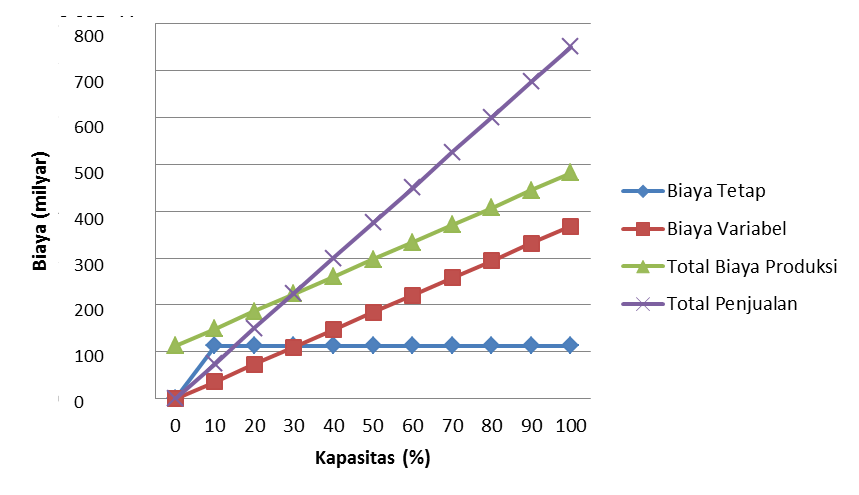 800
700
600
500
400
300
200
100
0
Biaya (milyar)
0 10 20 30 40 50 60 70 80 90 100
Kapasitas (%)
Biaya Tetap
Biaya Variabel
Total Biaya Produksi
Total Penjualan